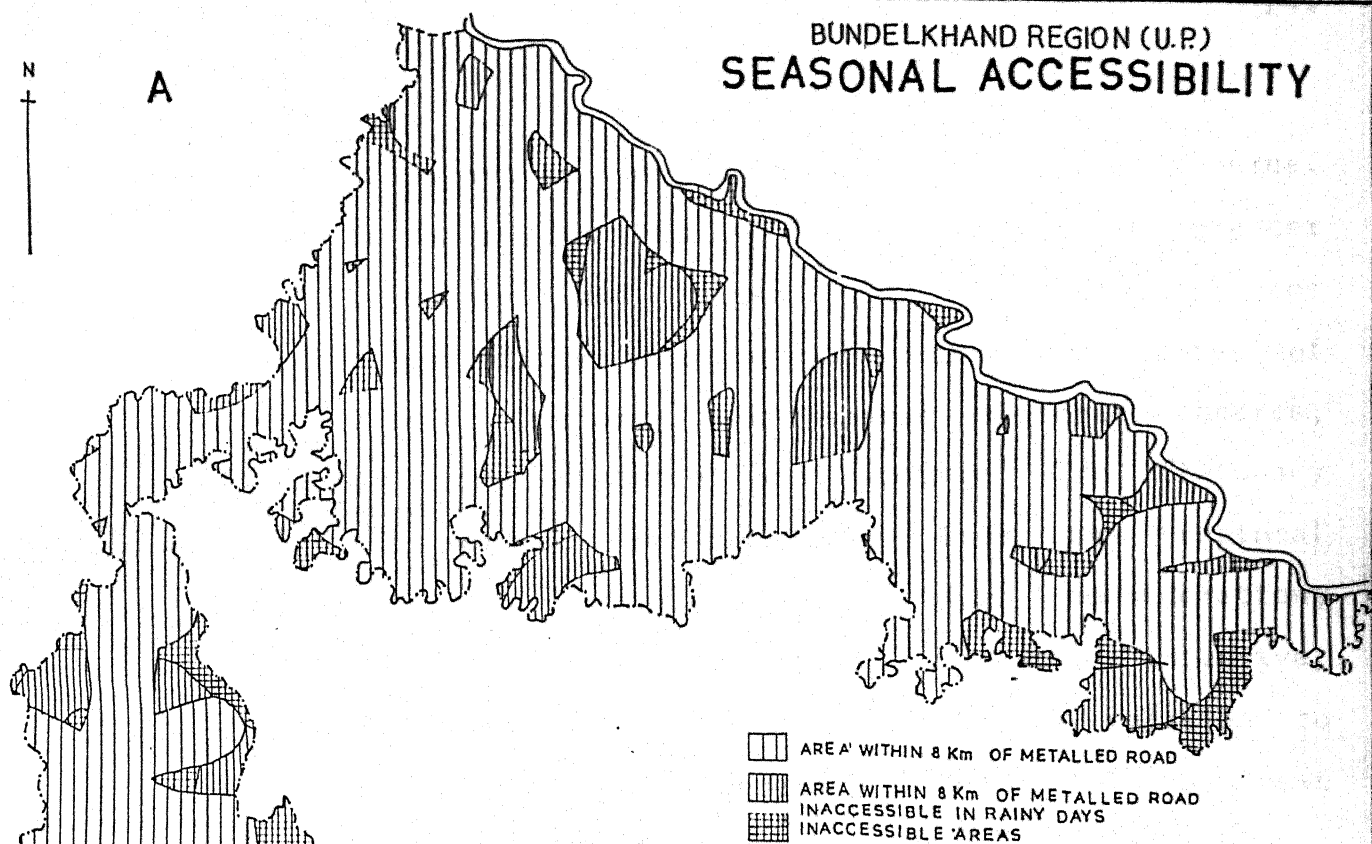 BUNDELKHAND REGION (U.P.)
SEASONAL ACCESSIBILITY
N
A
AREA' WITHIN 8 Km OF METALLED ROAD
AREA WITHIN 8 Km OF METALLED ROAD
INACCESSIBLE IN RAINY DAYS
INACCESSIBLE AREAS